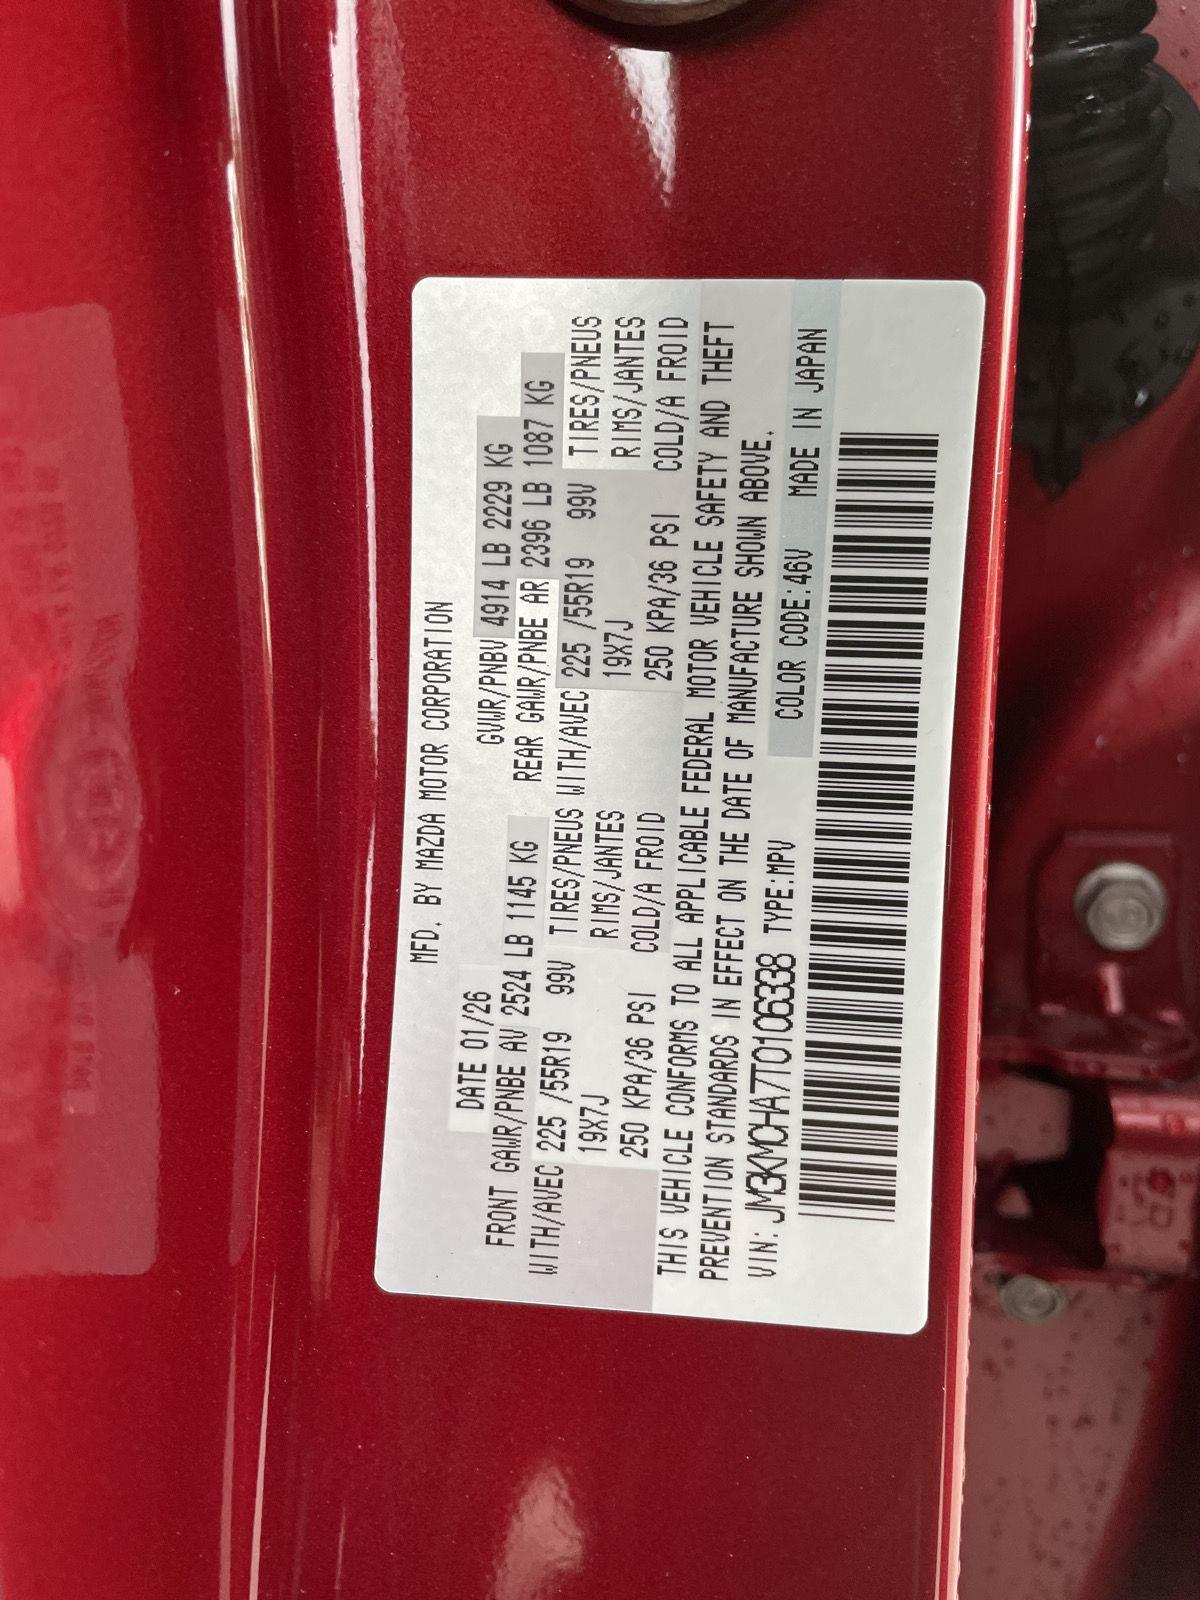 MFD. BY MAZDA MOTOR CORPORATION
DATE 01/26 GVWR/PNBV 4914 LB 2229 KG
FRONT GAWR/PNBE AV 2524 LB 1145 KG REAR GAWR/PNBE AR 2396 LB 1087 KG
WITH/AVEC 225 /55R19 99V TIRES/PNEUS WITH/AVEC 225 /55R19 99V TIRES/PNEUS
19X7J RIMS/JANTES 19X7J RIMS/JANTES
250 KPA/36 PSI COLD/A FROID 250 KPA/36 PSI COLD/A FROID
THIS VEHICLE CONFORMS TO ALL APPLICABLE FEDERAL MOTOR VEHICLE SAFETY AND THEFT
PREVENTION STANDARDS IN EFFECT ON THE DATE OF MANUFACTURE SHOWN ABOVE.
VIN: JM3KMCHA7T0106338 TYPE:MPV COLOR CODE:46V MADE IN JAPAN